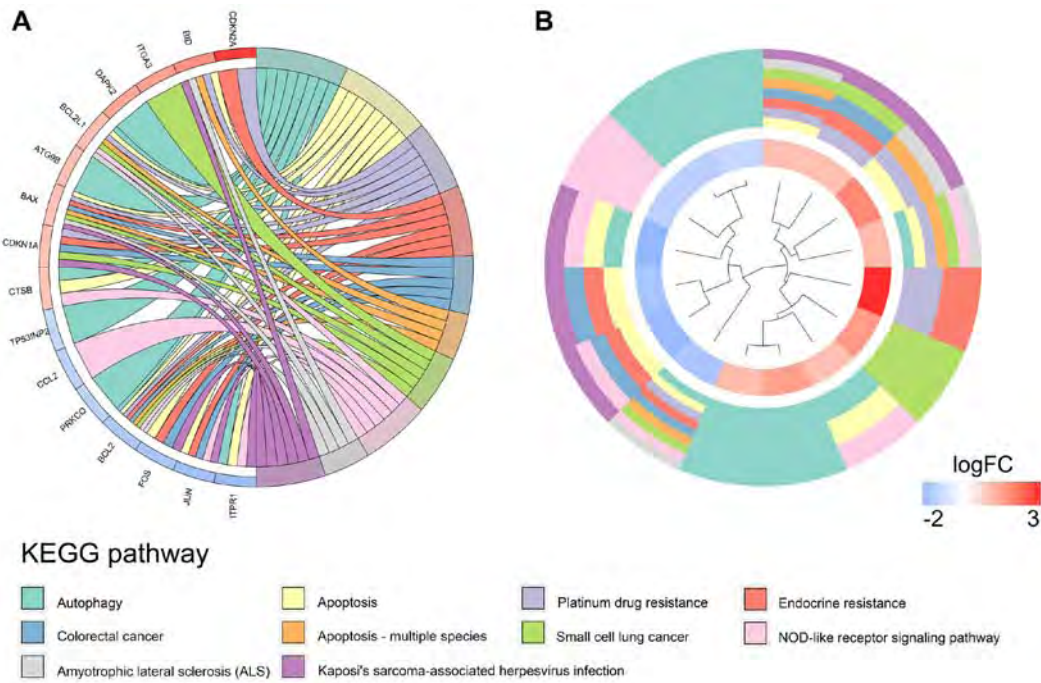 A
B
CDKN2A
BID
ITGA3
DAPK2
BCL2L1
ATG9B
BAX
CDKN1A
CTSB
TP53INP2
CCL2
PRKCD
BCL2
FOS
JUN
ITPR1
logFC
-2 3
KEGG pathway
Autophagy Apoptosis Platinum drug resistance Endocrine resistance
Colorectal cancer Apoptosis - multiple species Small cell lung cancer NOD-like receptor signaling pathway
Amyotrophic lateral sclerosis (ALS) Kaposi's sarcoma-associated herpesvirus infection